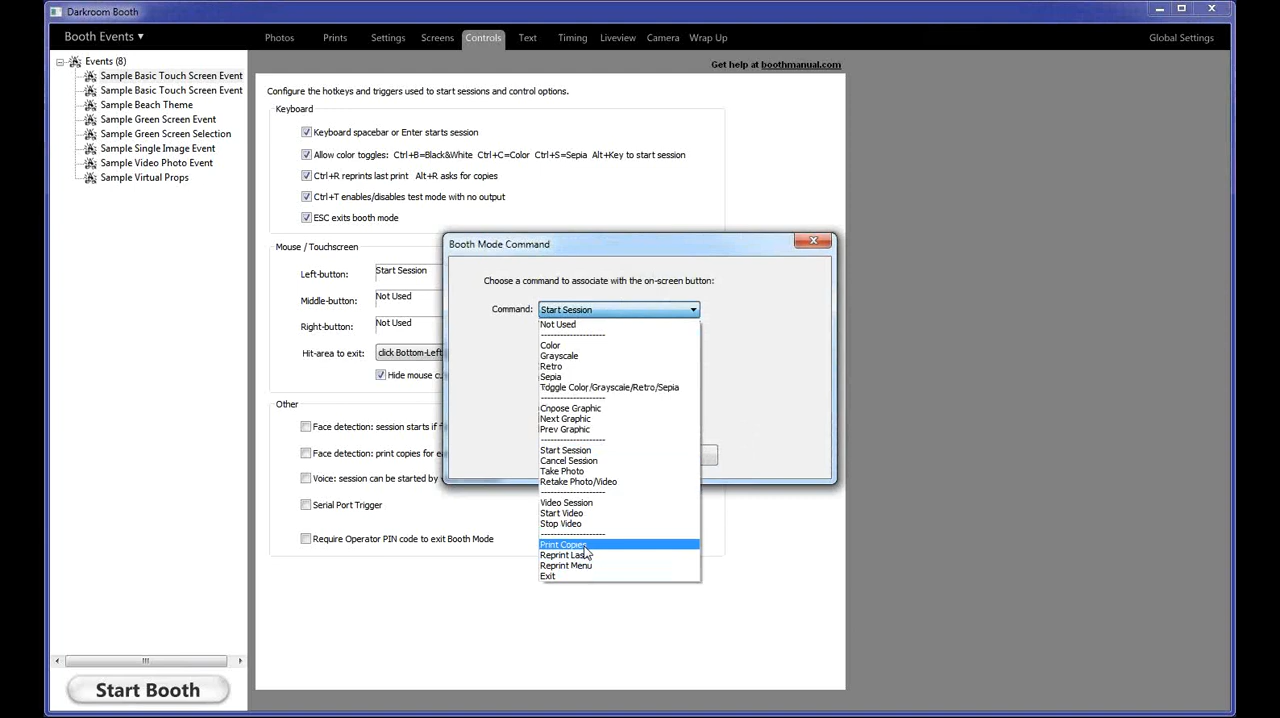 Darkroom Booth
Booth Events ▾
Photos Prints Settings Screens Controls Text Timing Liveview Camera Wrap Up Global Settings
Get help at boothmanual.com
Events (8)
Sample Basic Touch Screen Event
Sample Basic Touch Screen Event
Sample Beach Theme
Sample Green Screen Event
Sample Green Screen Selection
Sample Single Image Event
Sample Video Photo Event
Sample Virtual Props
Start Booth
Configure the hotkeys and triggers used to start sessions and control options.
Keyboard
Keyboard spacebar or Enter starts session
Allow color toggles: Ctrl+B=Black&White Ctrl+C=Color Ctrl+S=Sepia Alt+Key to start session
Ctrl+R reprints last print Alt+R asks for copies
Ctrl+T enables/disables test mode with no output
ESC exits booth mode
Mouse / Touchscreen
Left-button: Start Session
Middle-button: Not Used
Right-button: Not Used
Hit-area to exit: click Bottom-Left
Hide mouse
Other
Face detection: session starts if
Face detection: print copies for
Voice: session can be started by
Serial Port Trigger
Require Operator PIN code to exit Booth Mode
Booth Mode Command
Choose a command to associate with the on-screen button:
Command: Start Session
Not Used
--------------------
Color
Grayscale
Retro
Sepia
Toggle Color/Grayscale/Retro/Sepia
--------------------
Choose Graphic
Next Graphic
Prev Graphic
--------------------
Start Session
Cancel Session
Take Photo
Retake Photo/Video
--------------------
Video Session
Start Video
Stop Video
--------------------
Print Copies
Reprint Last
Reprint Menu
Exit